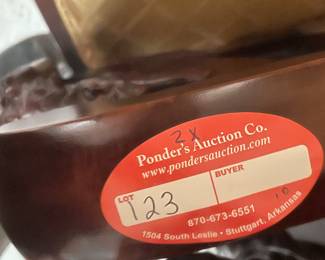 3x
Ponder's Auction Co.
www.pondersauction.com
LOT
BUYER
123
870-673-6551
1504 South Leslie • Stuttgart, Arkansas